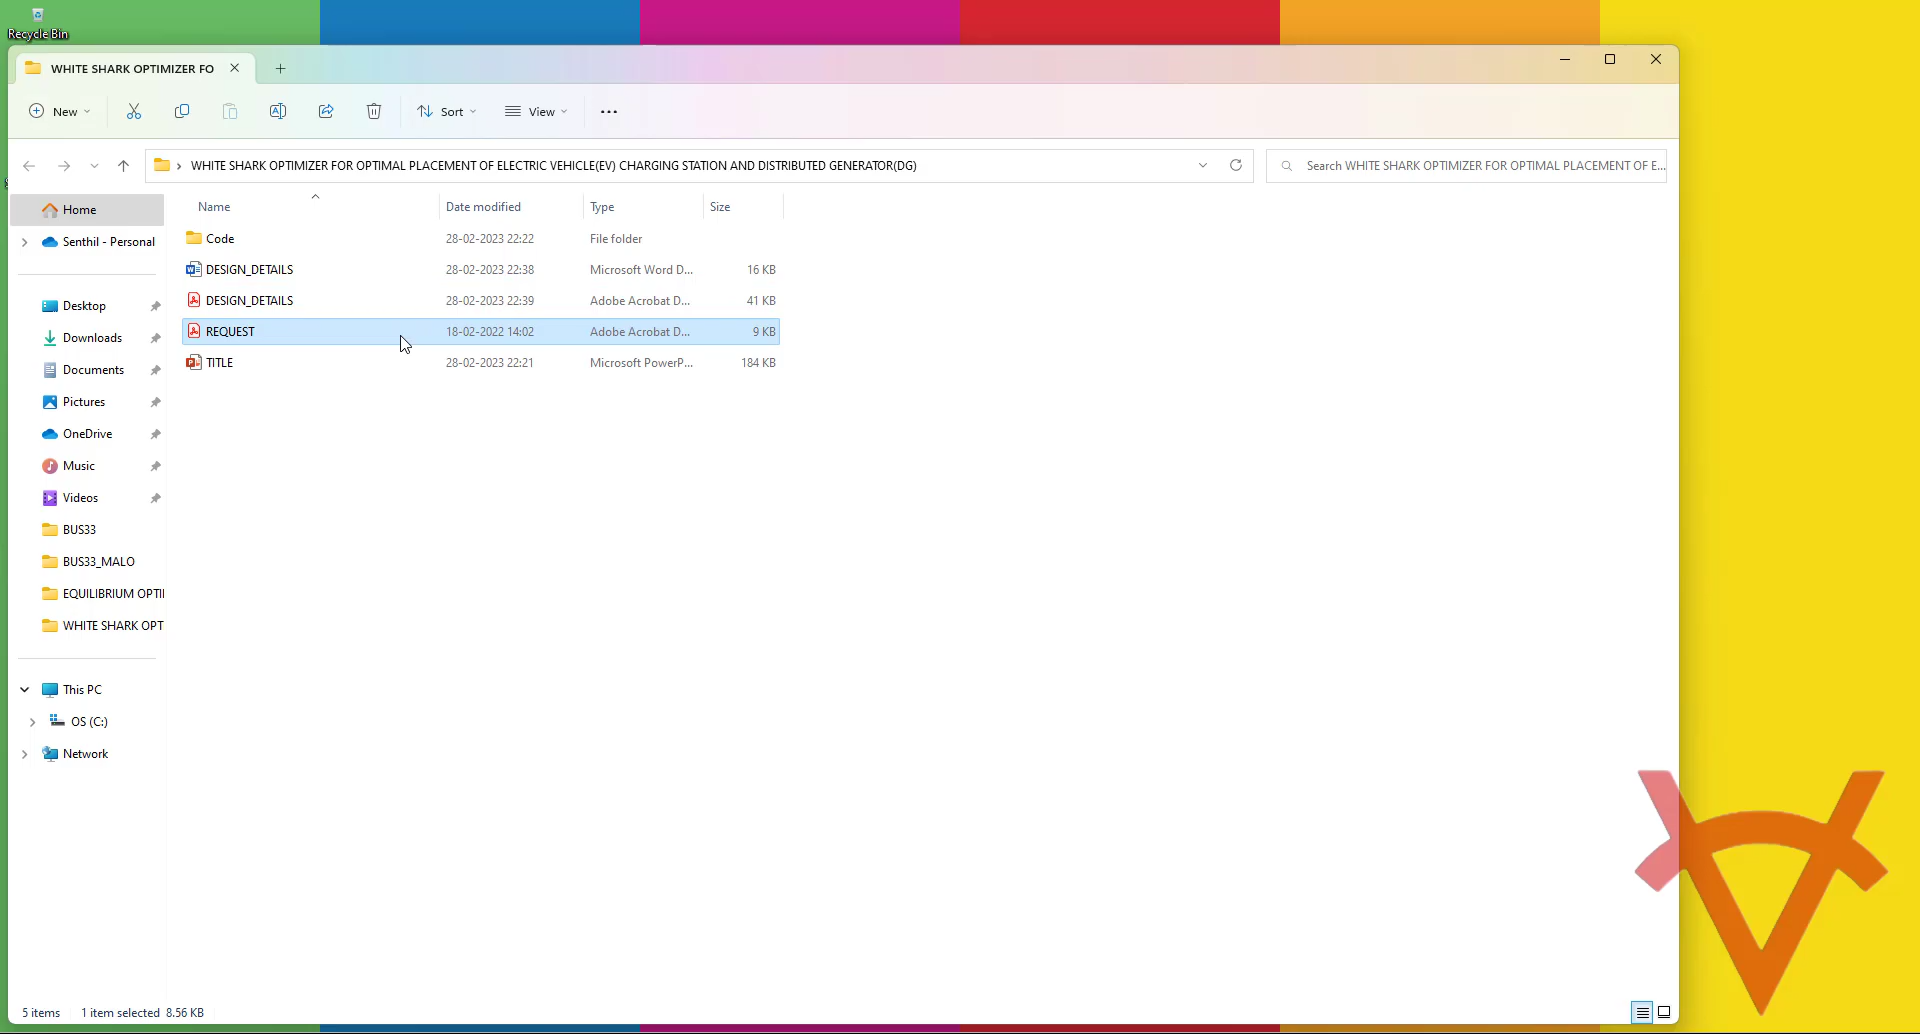 Recycle Bin
WHITE SHARK OPTIMIZER FO
New
Sort
View
WHITE SHARK OPTIMIZER FOR OPTIMAL PLACEMENT OF ELECTRIC VEHICLE(EV) CHARGING STATION AND DISTRIBUTED GENERATOR(DG)
Search WHITE SHARK OPTIMIZER FOR OPTIMAL PLACEMENT OF E...
Name Date modified Type Size
Code 28-02-2023 22:22 File folder
DESIGN_DETAILS 28-02-2023 22:38 Microsoft Word D... 16 KB
DESIGN_DETAILS 28-02-2023 22:39 Adobe Acrobat D... 41 KB
REQUEST 18-02-2022 14:02 Adobe Acrobat D... 9 KB
TITLE 28-02-2023 22:21 Microsoft PowerP... 184 KB
Home
Senthil - Personal
Desktop
Downloads
Documents
Pictures
OneDrive
Music
Videos
BUS33
BUS33_MALO
EQUILIBRIUM OPTI
WHITE SHARK OPT
This PC
OS (C:)
Network
5 items 1 item selected 8.56 KB